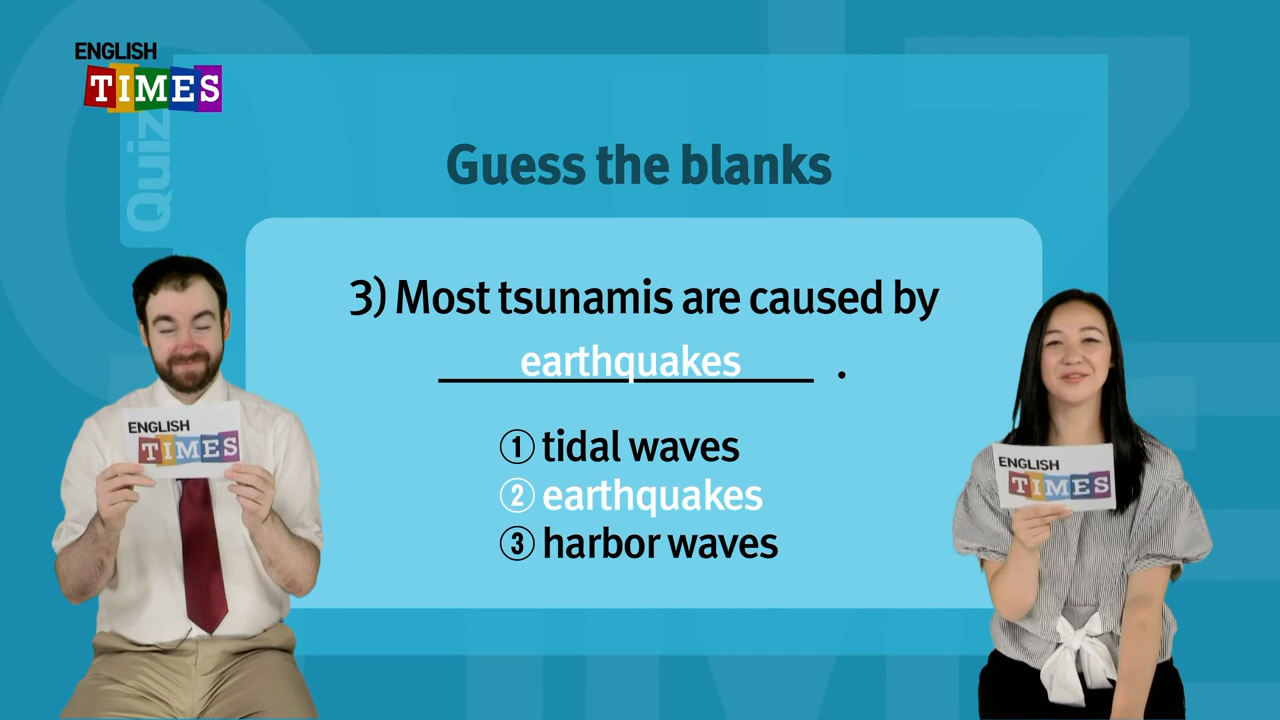 ENGLISH
TIMES
Quiz
Guess the blanks
3) Most tsunamis are caused by
earthquakes .
① tidal waves
② earthquakes
③ harbor waves
ENGLISH
TIMES
ENGLISH
TIMES